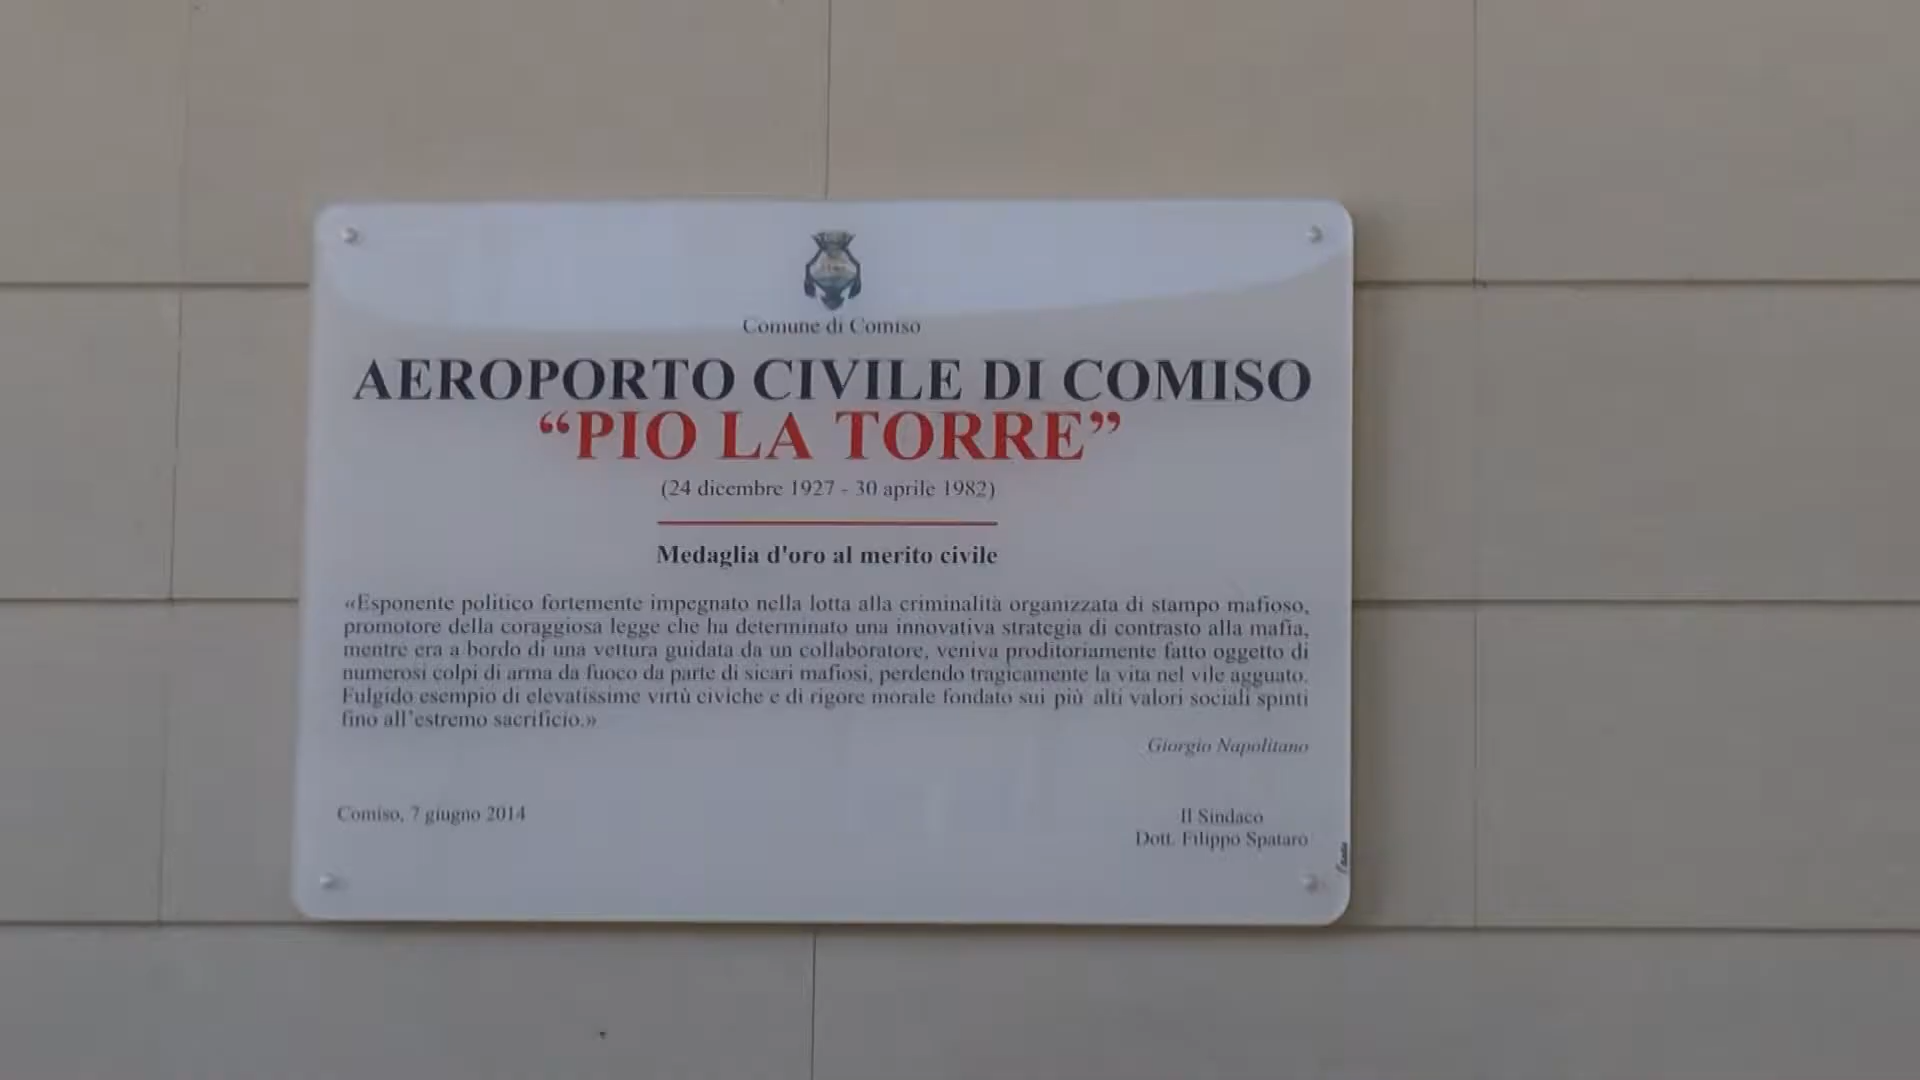 Comune di Comiso
AEROPORTO CIVILE DI COMISO
“PIO LA TORRE”
(24 dicembre 1927 - 30 aprile 1982)
Medaglia d'oro al merito civile
«Esponente politico fortemente impegnato nella lotta alla criminalità organizzata di stampo mafioso,
promotore della coraggiosa legge che ha determinato una innovativa strategia di contrasto alla mafia,
mentre era a bordo di una vettura guidata da un collaboratore, veniva proditoriamente fatto oggetto di
numerosi colpi di arma da fuoco da parte di sicari mafiosi, perdendo tragicamente la vita nel vile agguato.
Fulgido esempio di elevatissime virtù civiche e di rigore morale fondato sui più alti valori sociali spinti
fino all’estremo sacrificio.»
Giorgio Napolitano
Comiso, 7 giugno 2014
Il Sindaco
Dott. Filippo Spataro